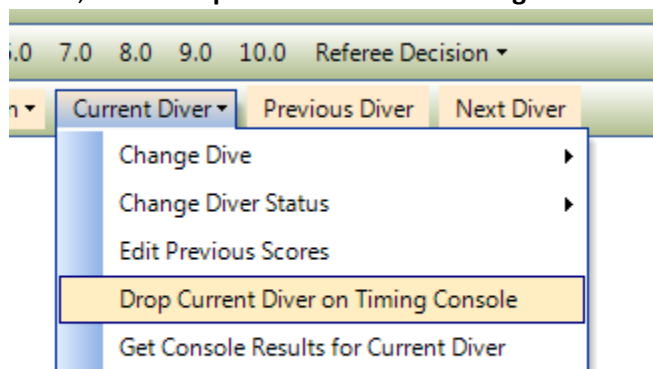 7.0 8.0 9.0 10.0 Referee Decision
Current Diver Previous Diver Next Diver
Change Dive
Change Diver Status
Edit Previous Scores
Drop Current Diver on Timing Console
Get Console Results for Current Diver